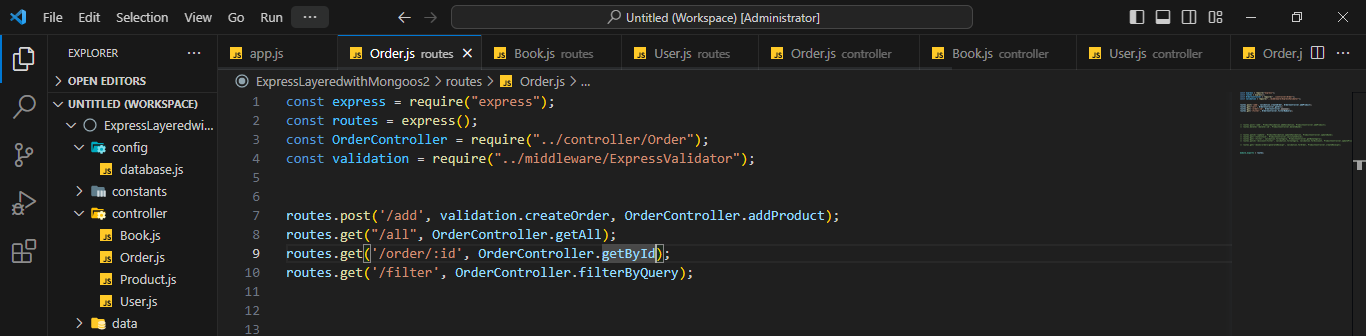 File Edit Selection View Go Run ··· Untitled (Workspace) [Administrator]
EXPLORER ···
OPEN EDITORS
UNTITLED (WORKSPACE)
ExpressLayeredwi...
config
JS database.js
constants
controller
JS Book.js
JS Order.js
JS Product.js
JS User.js
data
JS app.js JS Order.js routes JS Book.js routes JS User.js routes JS Order.js controller JS Book.js controller JS User.js controller JS Order.j ···
ExpressLayeredwithMongoos2 > routes > JS Order.js > ...
1 const express = require("express");
2 const routes = express();
3 const OrderController = require("../controller/Order");
4 const validation = require("../middleware/ExpressValidator");
5
6
7 routes.post('/add', validation.createOrder, OrderController.addProduct);
8 routes.get("/all", OrderController.getAll);
9 routes.get('/order/:id', OrderController.getById);
10 routes.get('/filter', OrderController.filterByQuery);
11
12
13